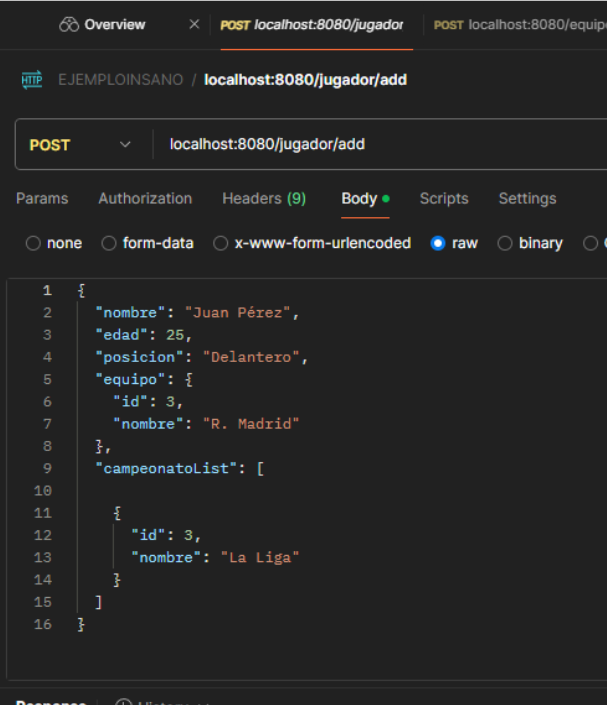 Overview × POST localhost:8080/jugador POST localhost:8080/equip
HTTP EJEMPLOINSANO / localhost:8080/jugador/add
POST localhost:8080/jugador/add
Params Authorization Headers (9) Body Scripts Settings
none form-data x-www-form-urlencoded raw binary
1 {
2 "nombre": "Juan Pérez",
3 "edad": 25,
4 "posicion": "Delantero",
5 "equipo": {
6 "id": 3,
7 "nombre": "R. Madrid"
8 },
9 "campeonatoList": [
10
11 {
12 "id": 3,
13 "nombre": "La Liga"
14 }
15 ]
16 }
Response History